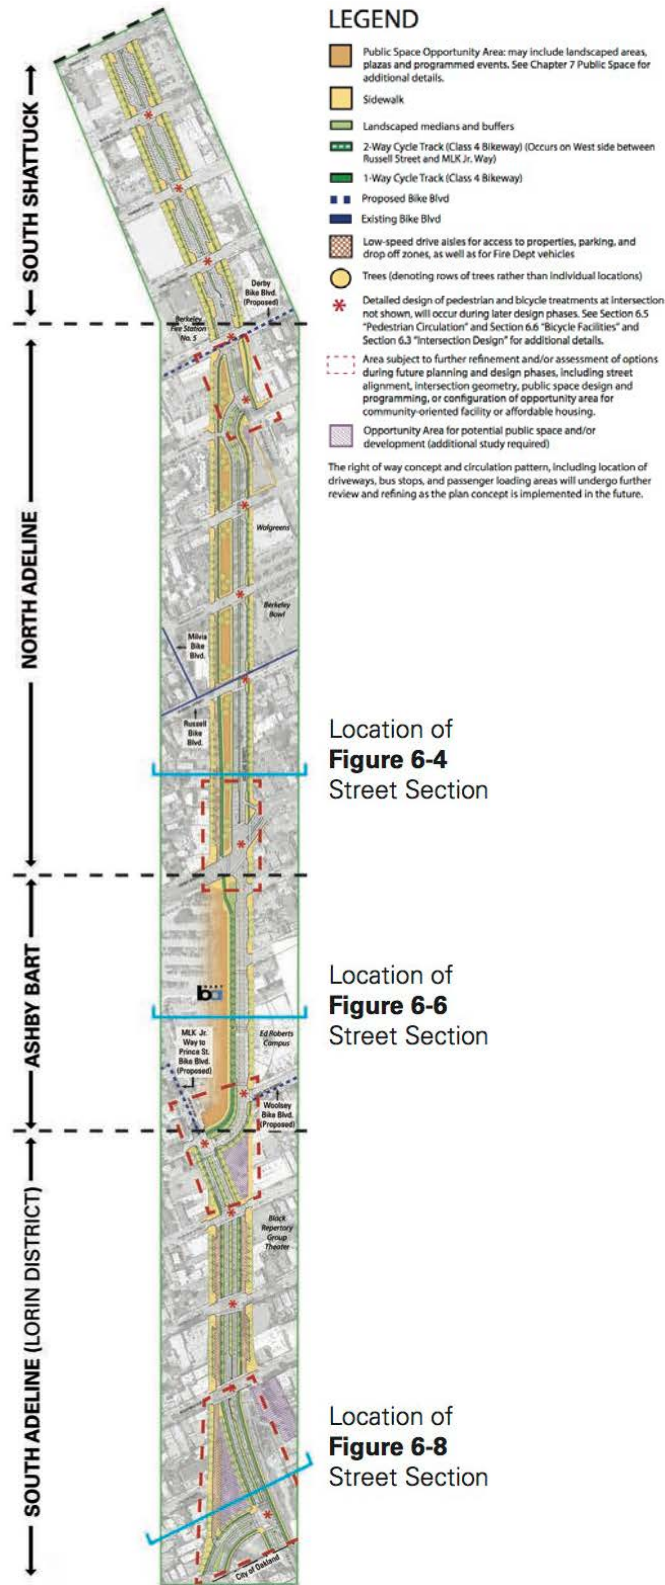 LEGEND
Public Space Opportunity Area: may include landscaped areas,
plazas and programmed events. See Chapter 7 Public Space for
additional details.
Sidewalk
Landscaped medians and buffers
2-Way Cycle Track (Class 4 Bikeway) (Occurs on West side between
Russell Street and MLK Jr. Way)
1-Way Cycle Track (Class 4 Bikeway)
Proposed Bike Blvd
Existing Bike Blvd
Low-speed drive aisles for access to properties, parking, and
drop off zones, as well as for Fire Dept vehicles
Trees (denoting rows of trees rather than individual locations)
Detailed design of pedestrian and bicycle treatments at intersection
not shown, will occur during later design phases. See Section 6.5
"Pedestrian Circulation" and Section 6.6 "Bicycle Facilities" and
Section 6.3 "Intersection Design" for additional details.
Area subject to further refinement and/or assessment of options
during future planning and design phases, including street
alignment, intersection geometry, public space design and
programming, or configuration of opportunity area for
community-oriented facility or affordable housing.
Opportunity Area for potential public space and/or
development (additional study required)
The right of way concept and circulation pattern, including location of
driveways, bus stops, and passenger loading areas will undergo further
review and refining as the plan concept is implemented in the future.
SOUTH SHATTUCK
Derby
Bike Blvd.
(Proposed)
Berkeley
Fire Station
No. 5
NORTH ADELINE
Walgreens
Berkeley
Bowl
Milvia
Bike
Blvd.
Russell
Bike
Blvd.
Location of
Figure 6-4
Street Section
ASHBY BART
ba
Location of
Figure 6-6
Street Section
Ed Roberts
Campus
MLK Jr.
Way to
Prince St.
Bike Blvd.
(Proposed)
Woolsey
Bike Blvd.
(Proposed)
SOUTH ADELINE (LORIN DISTRICT)
Black
Repertory
Group
Theater
Location of
Figure 6-8
Street Section
City of Oakland